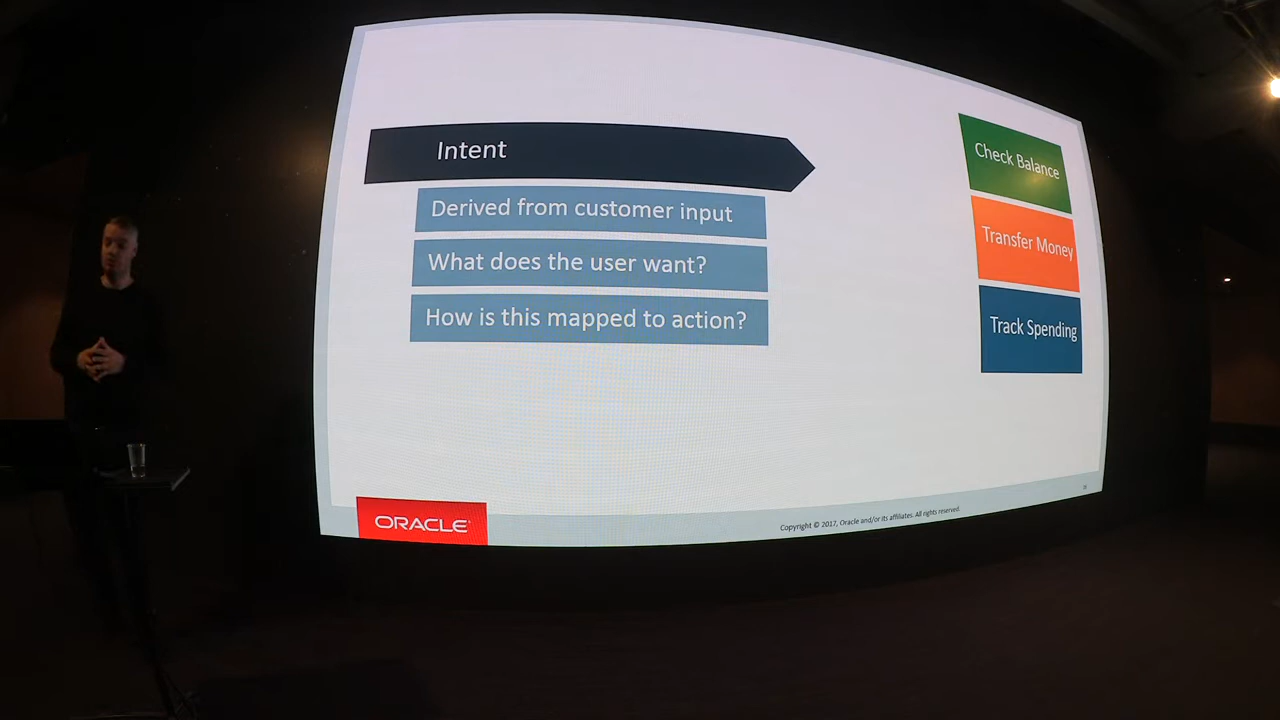 Intent
Derived from customer input
What does the user want?
How is this mapped to action?
Check Balance
Transfer Money
Track Spending
ORACLE
Copyright © 2017, Oracle and/or its affiliates. All rights reserved.